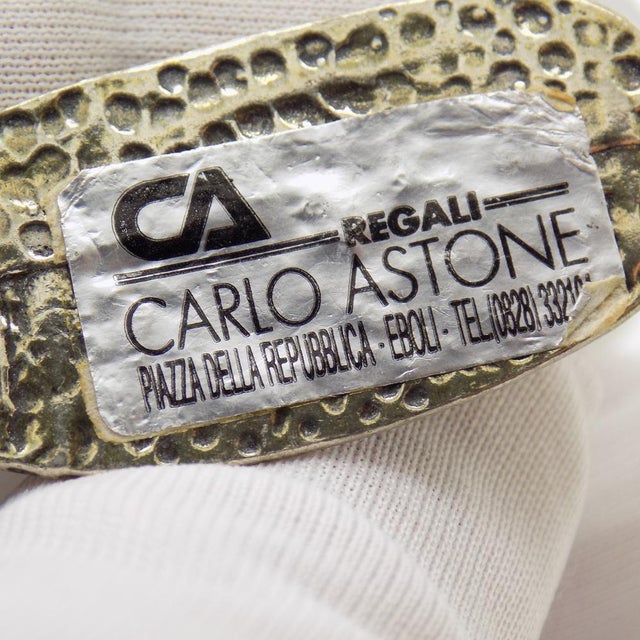 CA
REGALI
CARLO ASTONE
PIAZZA DELLA REPUBBLICA - EBOLI - TEL. (0828)